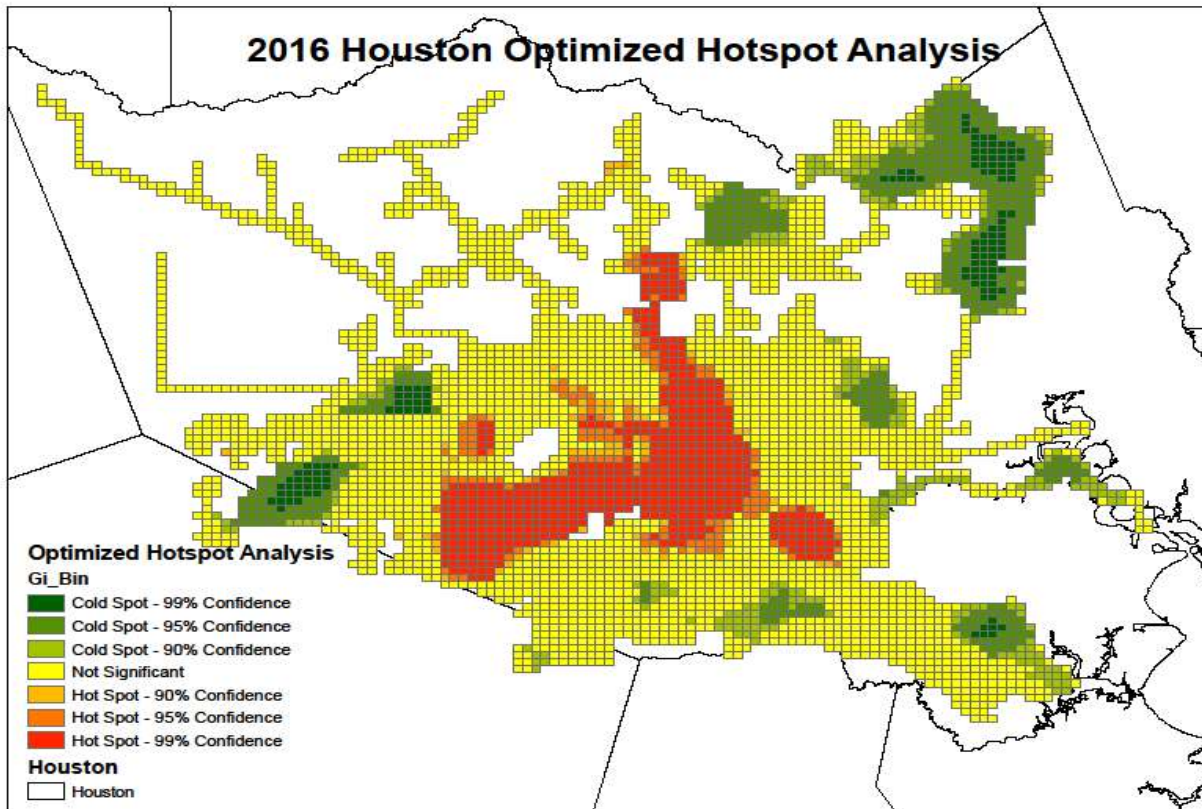 2016 Houston Optimized Hotspot Analysis
Optimized Hotspot Analysis
Gi_Bin
Cold Spot - 99% Confidence
Cold Spot - 95% Confidence
Cold Spot - 90% Confidence
Not Significant
Hot Spot - 90% Confidence
Hot Spot - 95% Confidence
Hot Spot - 99% Confidence
Houston
Houston